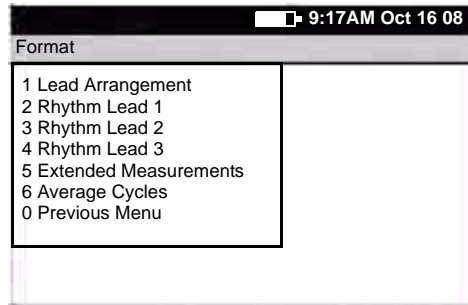 9:17AM Oct 16 08
Format
1 Lead Arrangement
2 Rhythm Lead 1
3 Rhythm Lead 2
4 Rhythm Lead 3
5 Extended Measurements
6 Average Cycles
0 Previous Menu